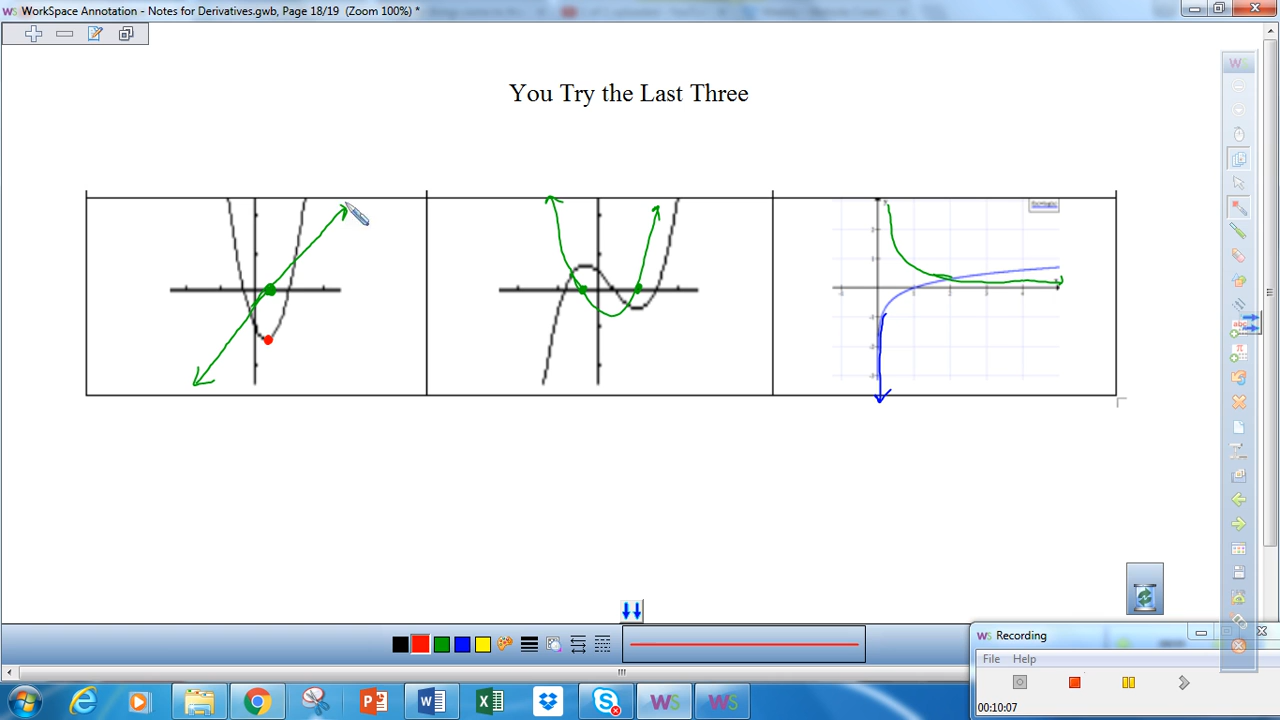 WorkSpace Annotation - Notes for Derivatives.gwb, Page 18/19 (Zoom 100%) *
You Try the Last Three
Recording
File Help
00:10:07